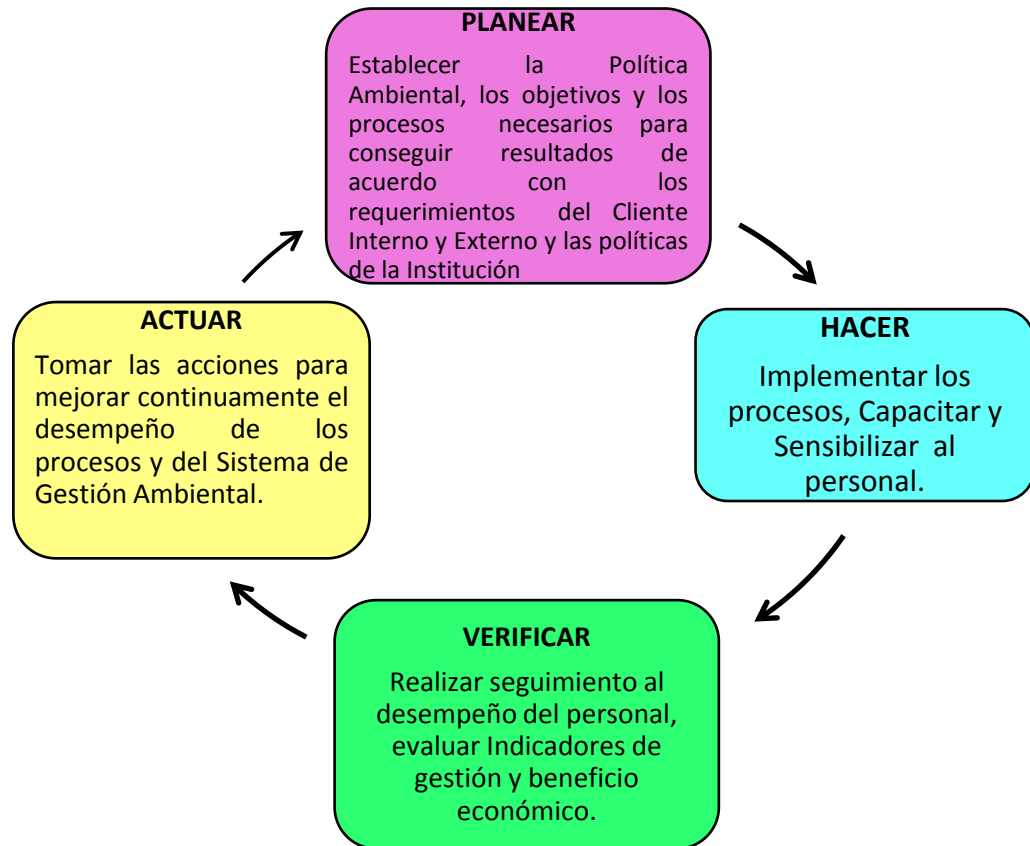 PLANEAR
Establecer la Política
Ambiental, los objetivos y los
procesos necesarios para
conseguir resultados de
acuerdo con los
requerimientos del Cliente
Interno y Externo y las políticas
de la Institución
HACER
Implementar los
procesos, Capacitar y
Sensibilizar al
personal.
VERIFICAR
Realizar seguimiento al
desempeño del personal,
evaluar Indicadores de
gestión y beneficio
económico.
ACTUAR
Tomar las acciones para
mejorar continuamente el
desempeño de los
procesos y del Sistema de
Gestión Ambiental.